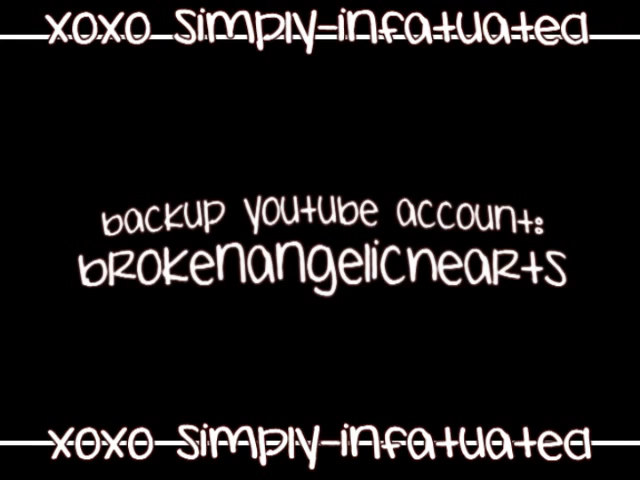 xoxo simply-infatuated
backup youtube account:
brokenangelichearts
xoxo simply-infatuated